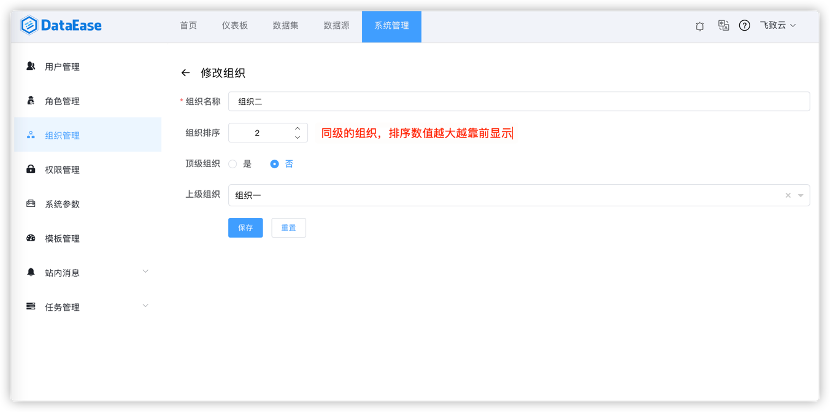 DataEase
首页 仪表板 数据集 数据源 系统管理
飞致云
用户管理
角色管理
组织管理
权限管理
系统参数
模板管理
站内消息
任务管理
← 修改组织
* 组织名称 组织二
组织排序 2 同级的组织，排序数值越大越靠前显示
顶级组织 是 否
上级组织 组织一
保存 重置